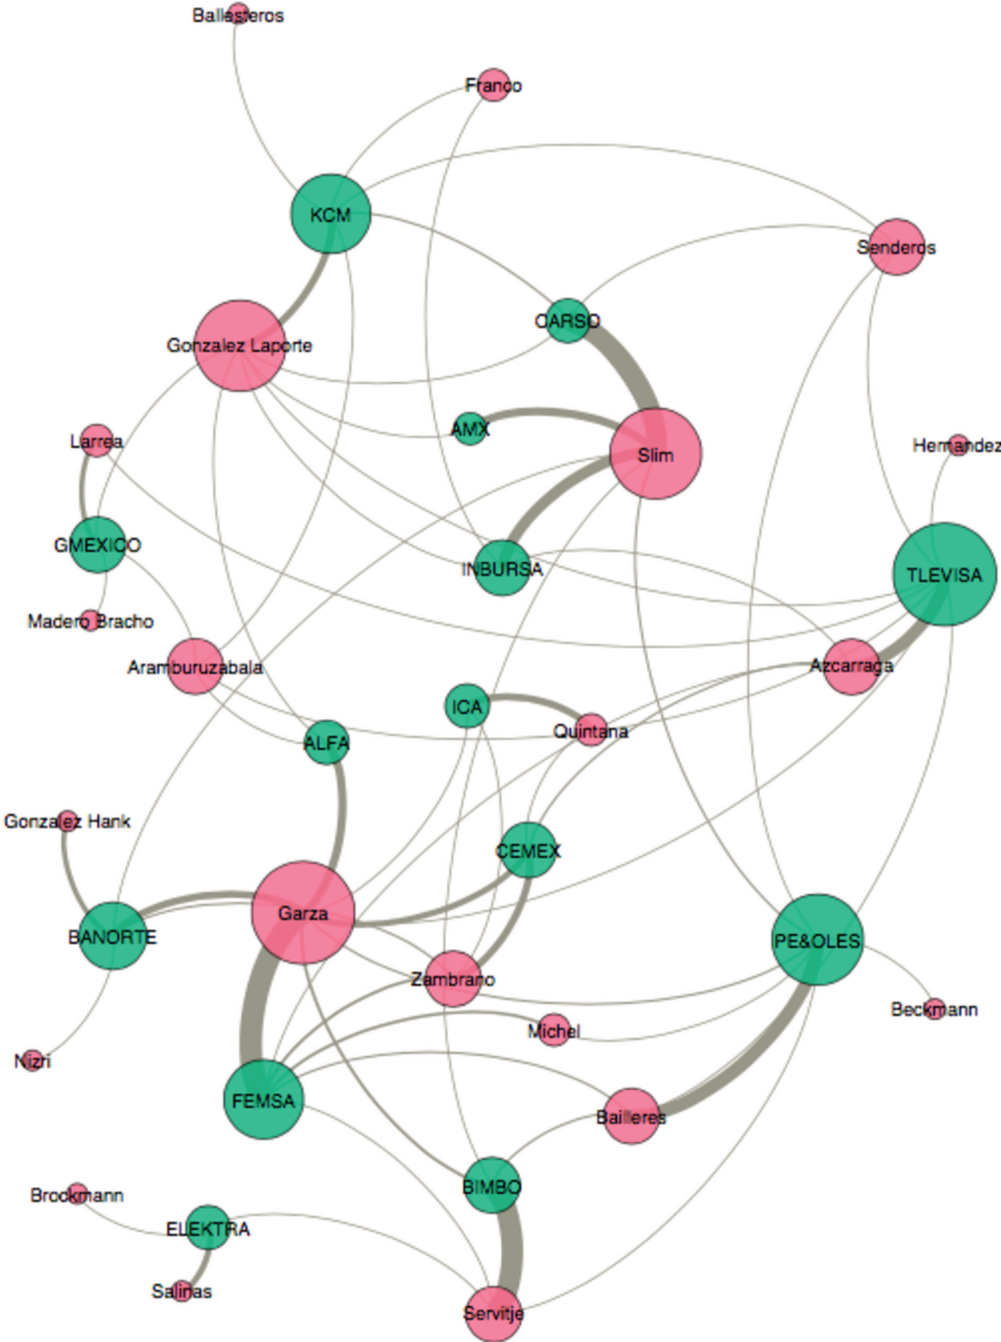 Ballesteros
Franco
KCM
Senderos
CARSO
Gonzalez Laporte
AMX
Larrea
Slim
Hernandez
GMEXICO
INBURSA
TLEVISA
Madero Bracho
Aramburuzabala
Azcarraga
ICA
Quintana
ALFA
Gonzalez Hank
CEMEX
Garza
BANORTE
PE&OLES
Zambrano
Beckmann
Michel
Nizri
FEMSA
Bailleres
BIMBO
Brockmann
ELEKTRA
Salinas
Servitje